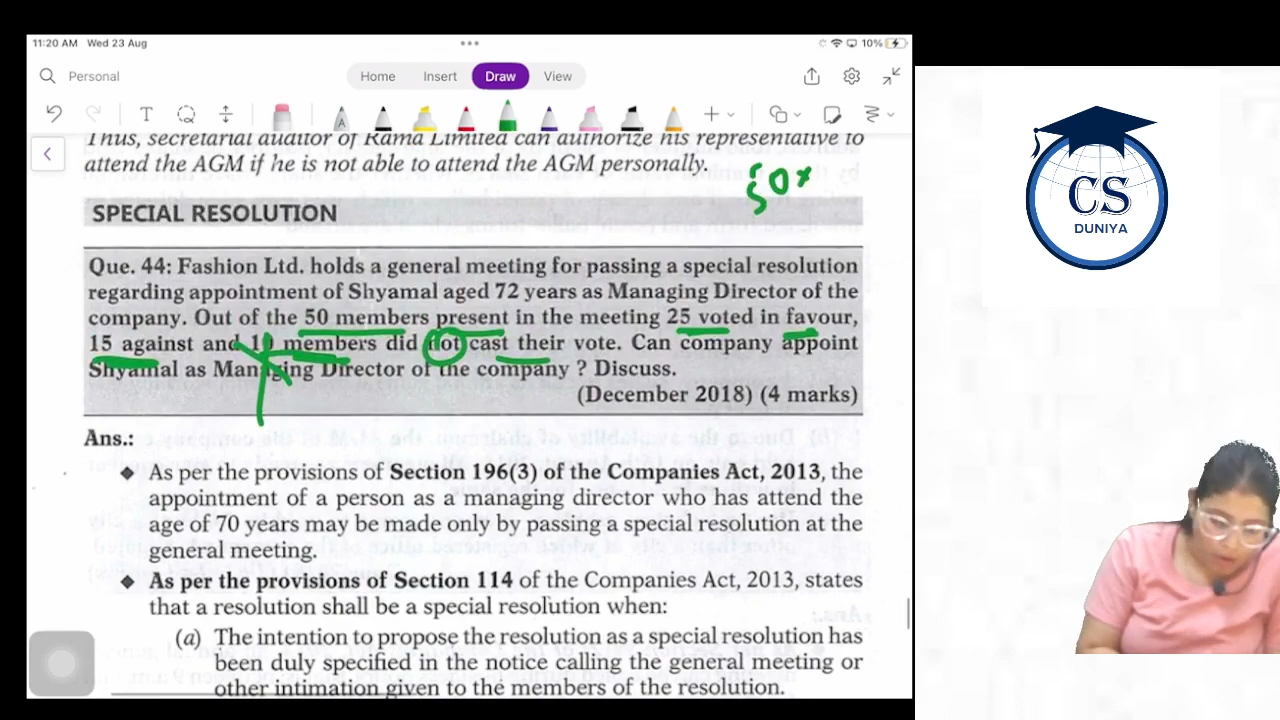 11:20 AM Wed 23 Aug
10%
Personal
Home Insert Draw View
Thus, secretarial auditor of Rama Limited can authorize his representative to
attend the AGM if he is not able to attend the AGM personally.
50
SPECIAL RESOLUTION
CS
DUNIYA
Que. 44: Fashion Ltd. holds a general meeting for passing a special resolution
regarding appointment of Shyamal aged 72 years as Managing Director of the
company. Out of the 50 members present in the meeting 25 voted in favour,
15 against and 10 members did not cast their vote. Can company appoint
Shyamal as Managing Director of the company ? Discuss.
(December 2018) (4 marks)
Ans.:
❖ As per the provisions of Section 196(3) of the Companies Act, 2013, the
appointment of a person as a managing director who has attend the
age of 70 years may be made only by passing a special resolution at the
general meeting.
❖ As per the provisions of Section 114 of the Companies Act, 2013, states
that a resolution shall be a special resolution when:
(a) The intention to propose the resolution as a special resolution has
been duly specified in the notice calling the general meeting or
other intimation given to the members of the resolution.